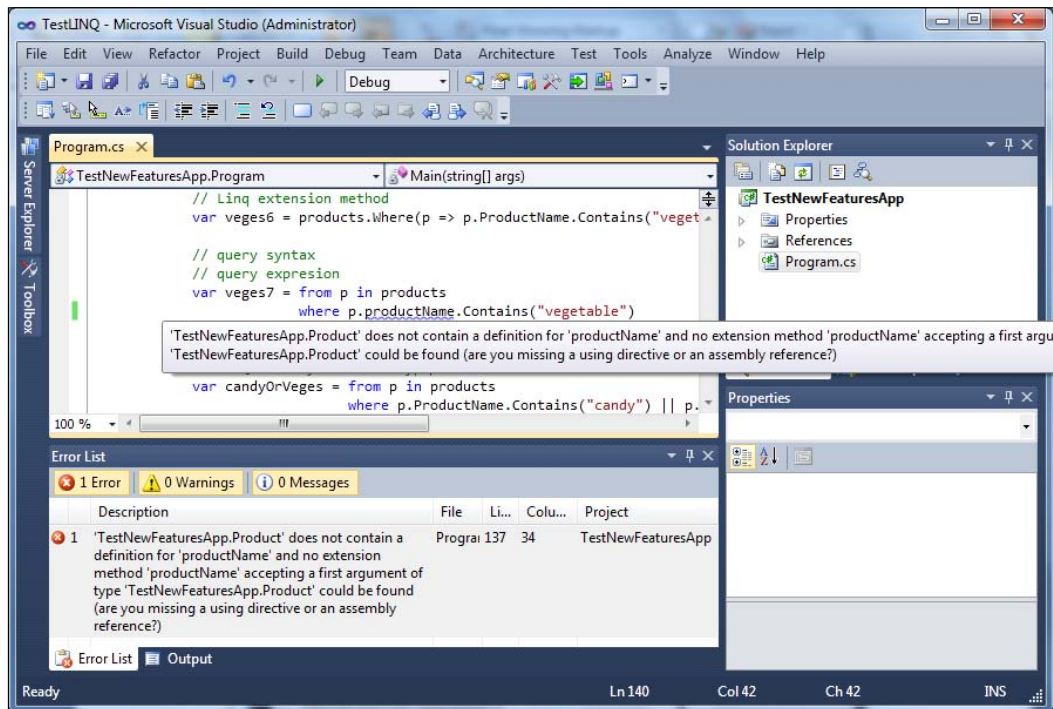 TestLINQ - Microsoft Visual Studio (Administrator)
File Edit View Refactor Project Build Debug Team Data Architecture Test Tools Analyze Window Help
Debug
Server Explorer
Toolbox
Program.cs
TestNewFeaturesApp.Program
Main(string[] args)
// Linq extension method
var veges6 = products.Where(p => p.ProductName.Contains("veget
// query syntax
// query expresion
var veges7 = from p in products
where p.productName.Contains("vegetable")
'TestNewFeaturesApp.Product' does not contain a definition for 'productName' and no extension method 'productName' accepting a first argu
'TestNewFeaturesApp.Product' could be found (are you missing a using directive or an assembly reference?)
var candyOrVeges = from p in products
where p.ProductName.Contains("candy") || p.
100 %
Solution Explorer
TestNewFeaturesApp
Properties
References
Program.cs
Properties
Error List
1 Error
0 Warnings
0 Messages
Description File Li... Colu... Project
1 'TestNewFeaturesApp.Product' does not contain a Prograi 137 34 TestNewFeaturesApp
definition for 'productName' and no extension
method 'productName' accepting a first argument of
type 'TestNewFeaturesApp.Product' could be found
(are you missing a using directive or an assembly
reference?)
Error List
Output
Ready Ln 140 Col 42 Ch 42 INS